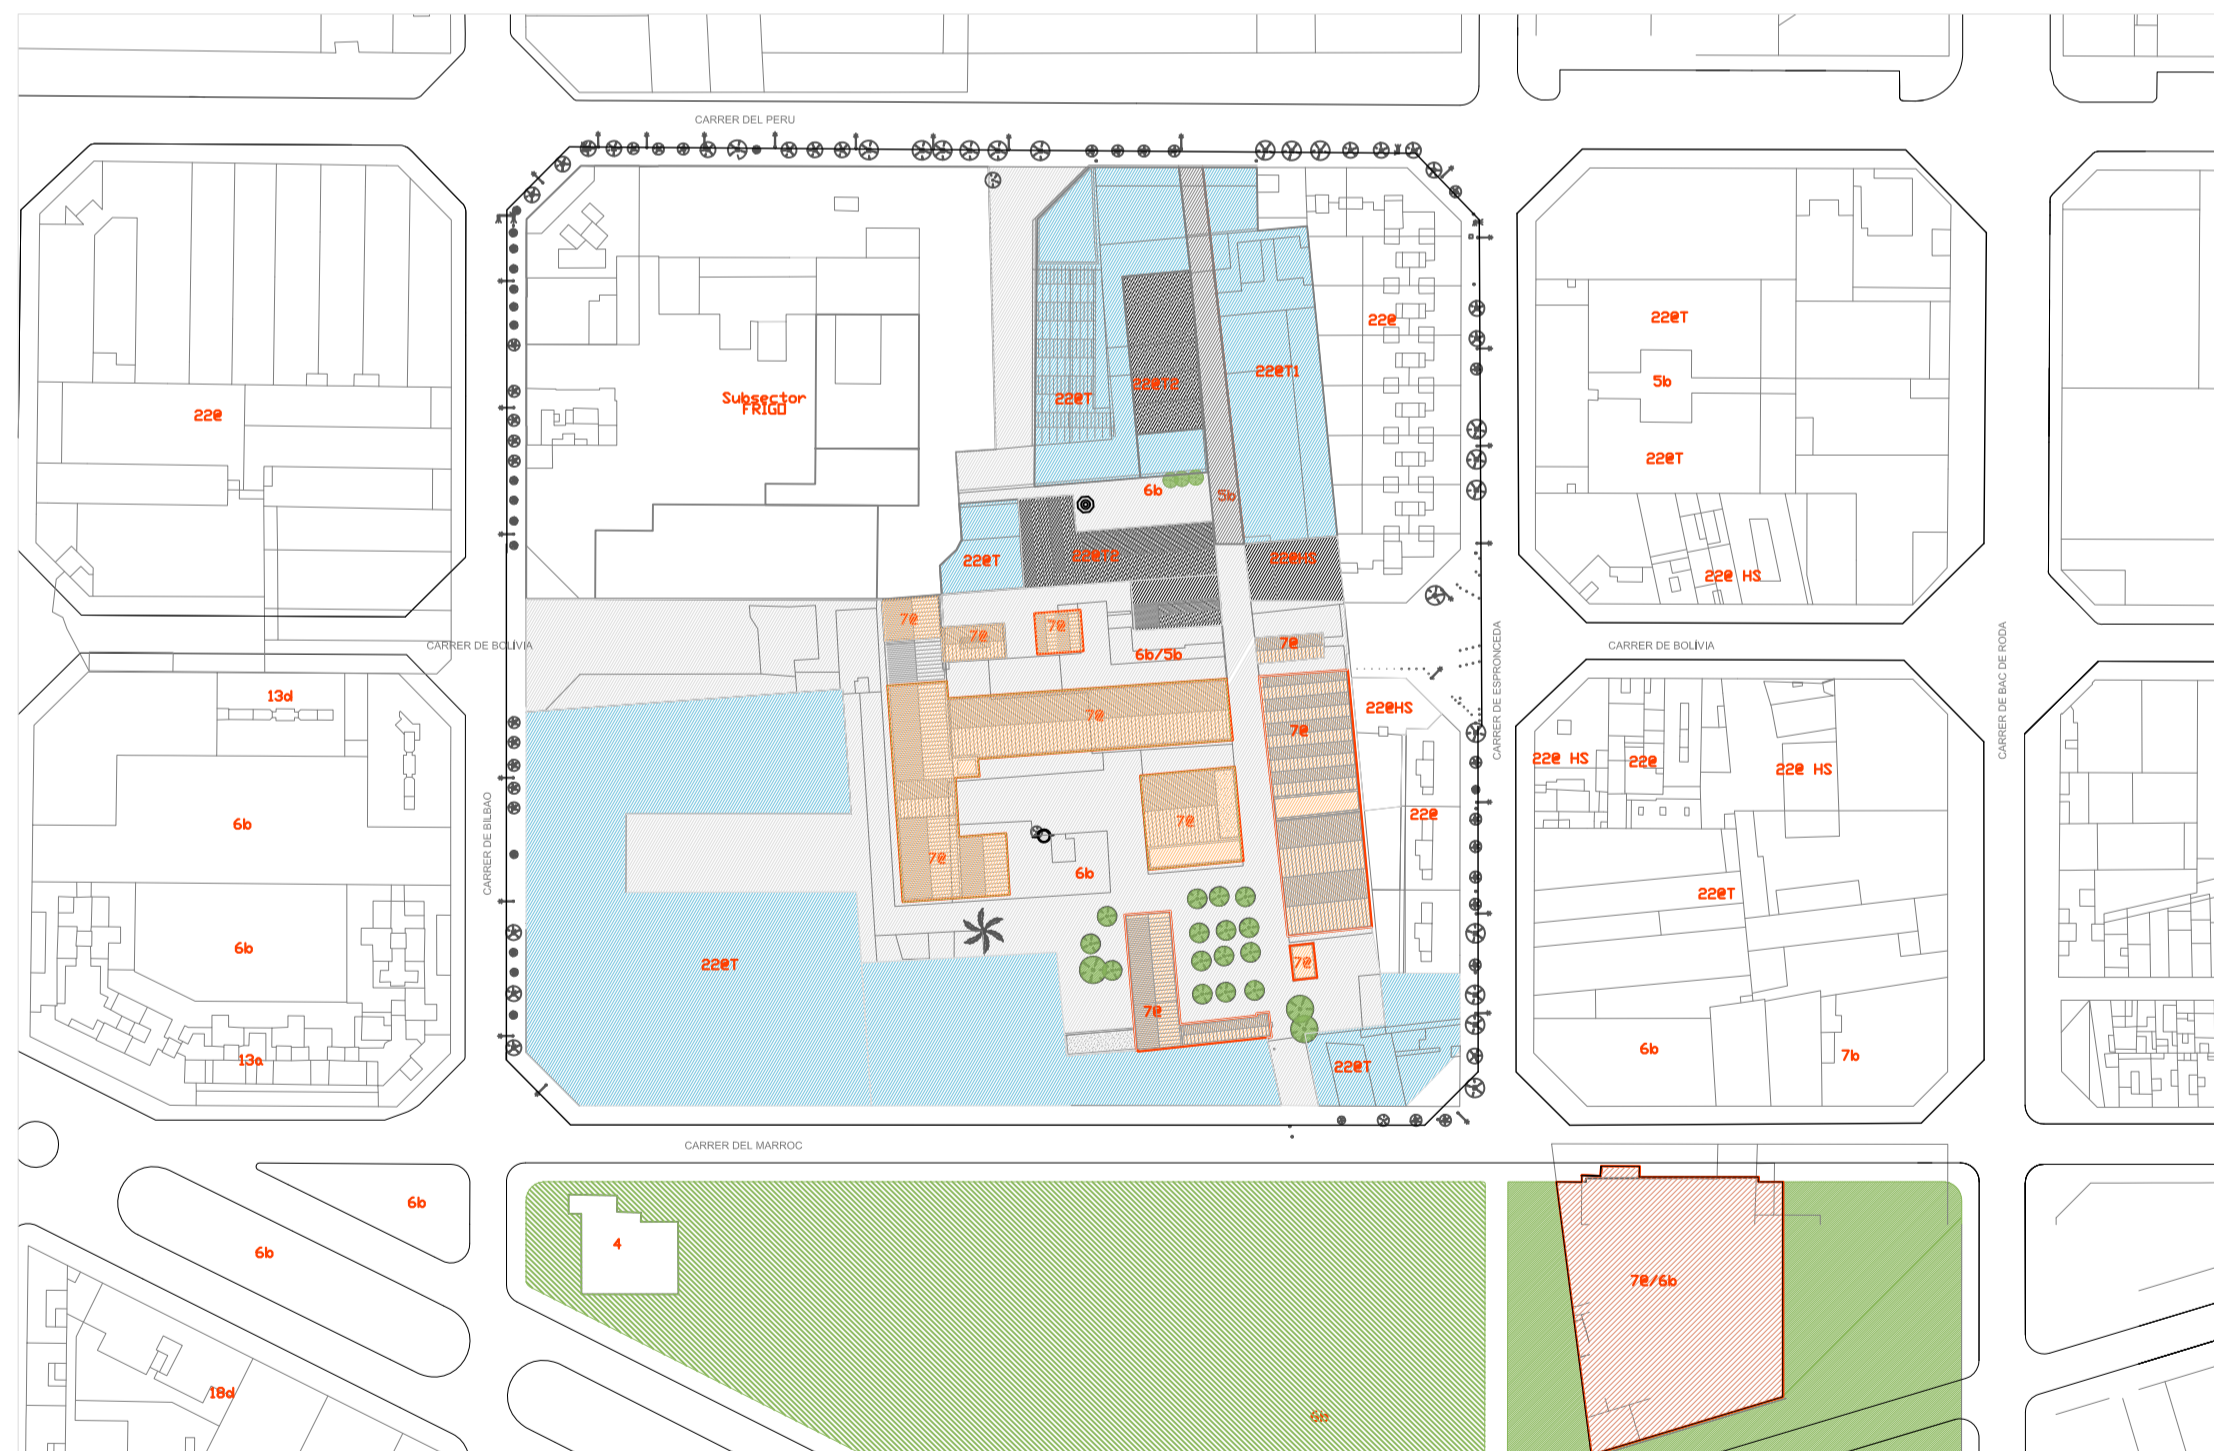 CARRER DEL PERU
22@
22@T
22@
22@T1
22@T2
5b
Subsector
FRIGO
22@T
22@T
6b
5b
22@T
22@T2
22@HS
22@ HS
7@
7@
7@
7@
CARRER DE BOLÍVIA
6b/5b
CARRER DE ESPRONCEDA
CARRER DE BOLÍVIA
CARRER DE BAC DE RODA
13d
22@HS
7@
7@
22@ HS
22@
22@ HS
6b
CARRER DE BILBAO
7@
22@
7@
6b
22@T
6b
22@T
7@
7@
13a
22@T
6b
7b
CARRER DEL MARROC
6b
6b
4
7@/6b
18d
6b